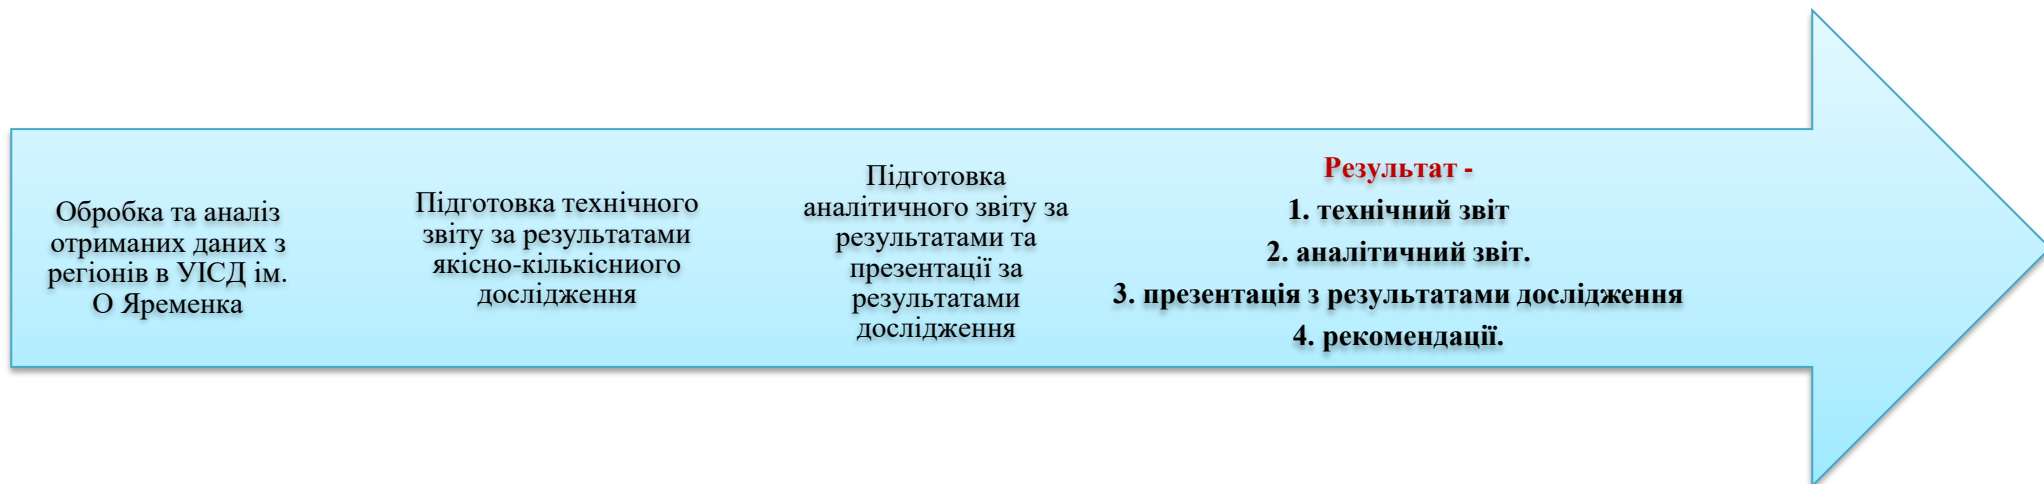 Обробка та аналіз
отриманих даних з
регіонів в УІСД ім.
О Яременка
Підготовка технічного
звіту за результатами
якісно-кількісниого
дослідження
Підготовка
аналітичного звіту за
результатами та
презентації за
результатами
дослідження
Результат -
1. технічний звіт
2. аналітичний звіт.
3. презентація з результатами дослідження
4. рекомендації.